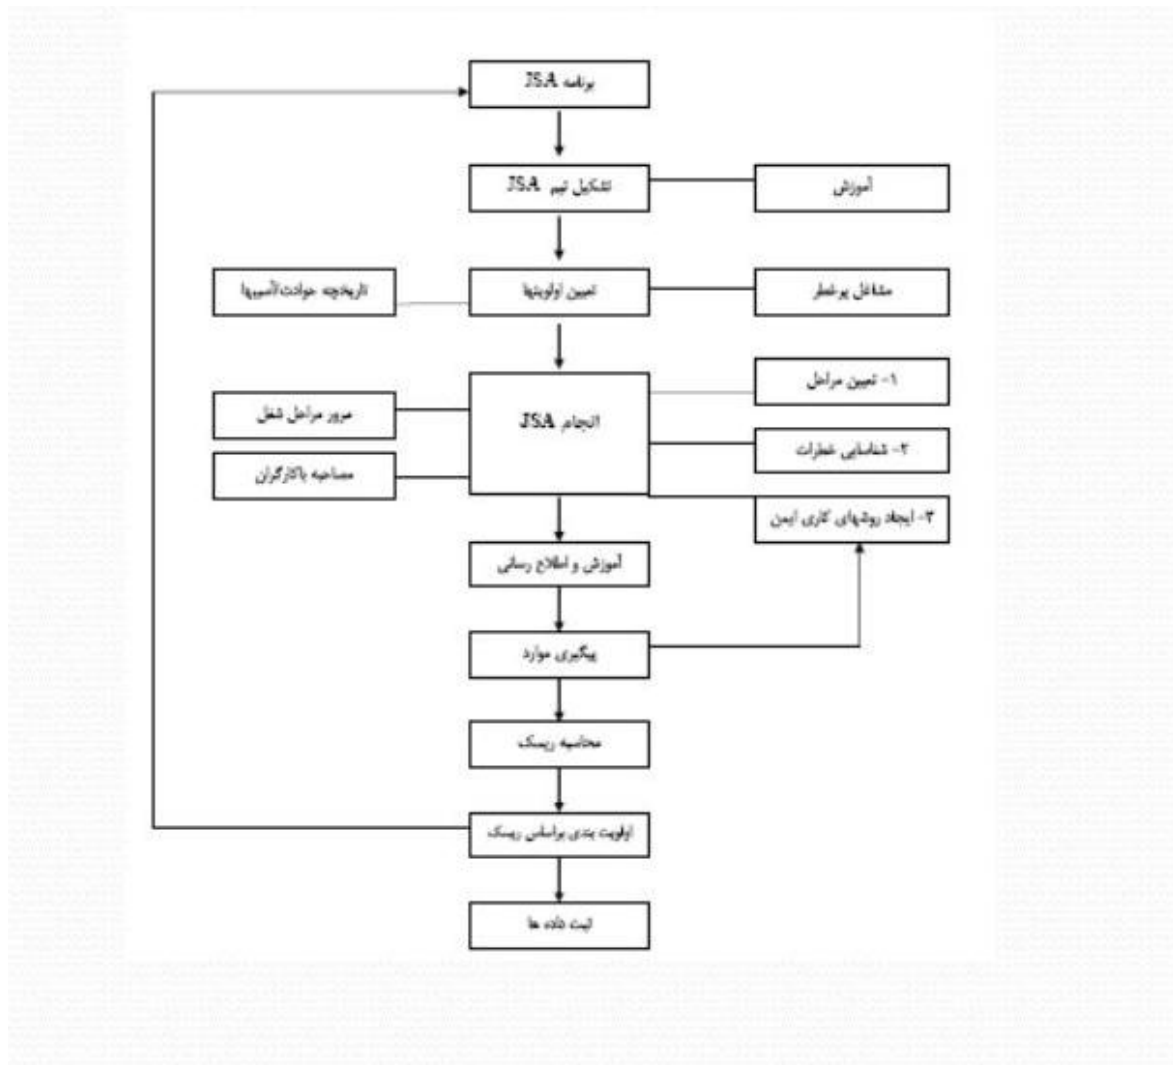 برنامه JSA
تشکیل تیم JSA
آموزش
تعیین اولویتها
تاریخچه حوادث/آسیبها
مشاغل پرخطر
انجام JSA
مرور مراحل شغل
مصاحبه باکارگران
۱- تعیین مراحل
۲- شناسایی خطرات
۳- ایجاد روشهای کاری ایمن
آموزش و اطلاع رسانی
پیگیری موارد
محاسبه ریسک
اولویت بندی براساس ریسک
ثبت داده ها